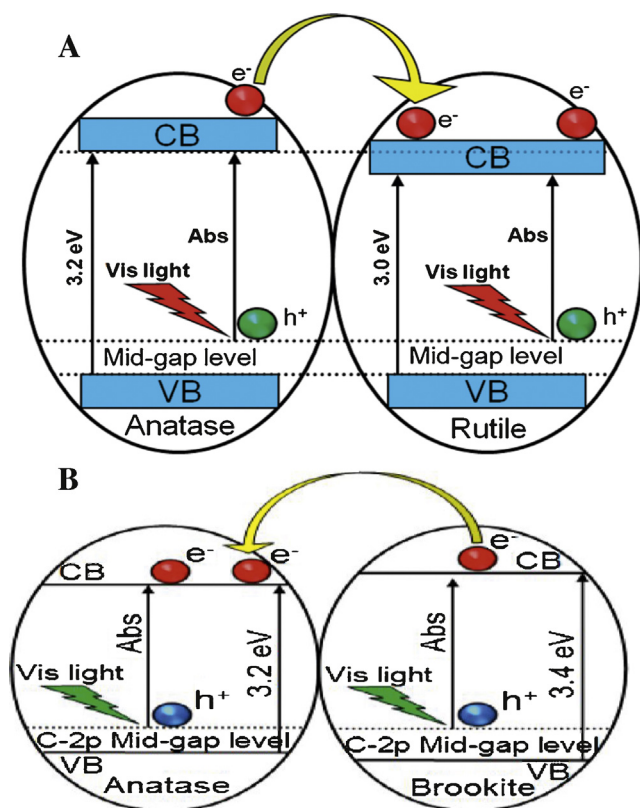 A
e-
e-
e-
CB
CB
3.2 eV
Abs
Vis light
h+
3.0 eV
Abs
Vis light
h+
Mid-gap level
Mid-gap level
VB
VB
Anatase
Rutile
B
e-
e-
e-
CB
CB
Abs
3.2 eV
Abs
3.4 eV
Vis light
h+
Vis light
h+
C-2p Mid-gap level
C-2p Mid-gap level
VB
VB
Anatase
Brookite